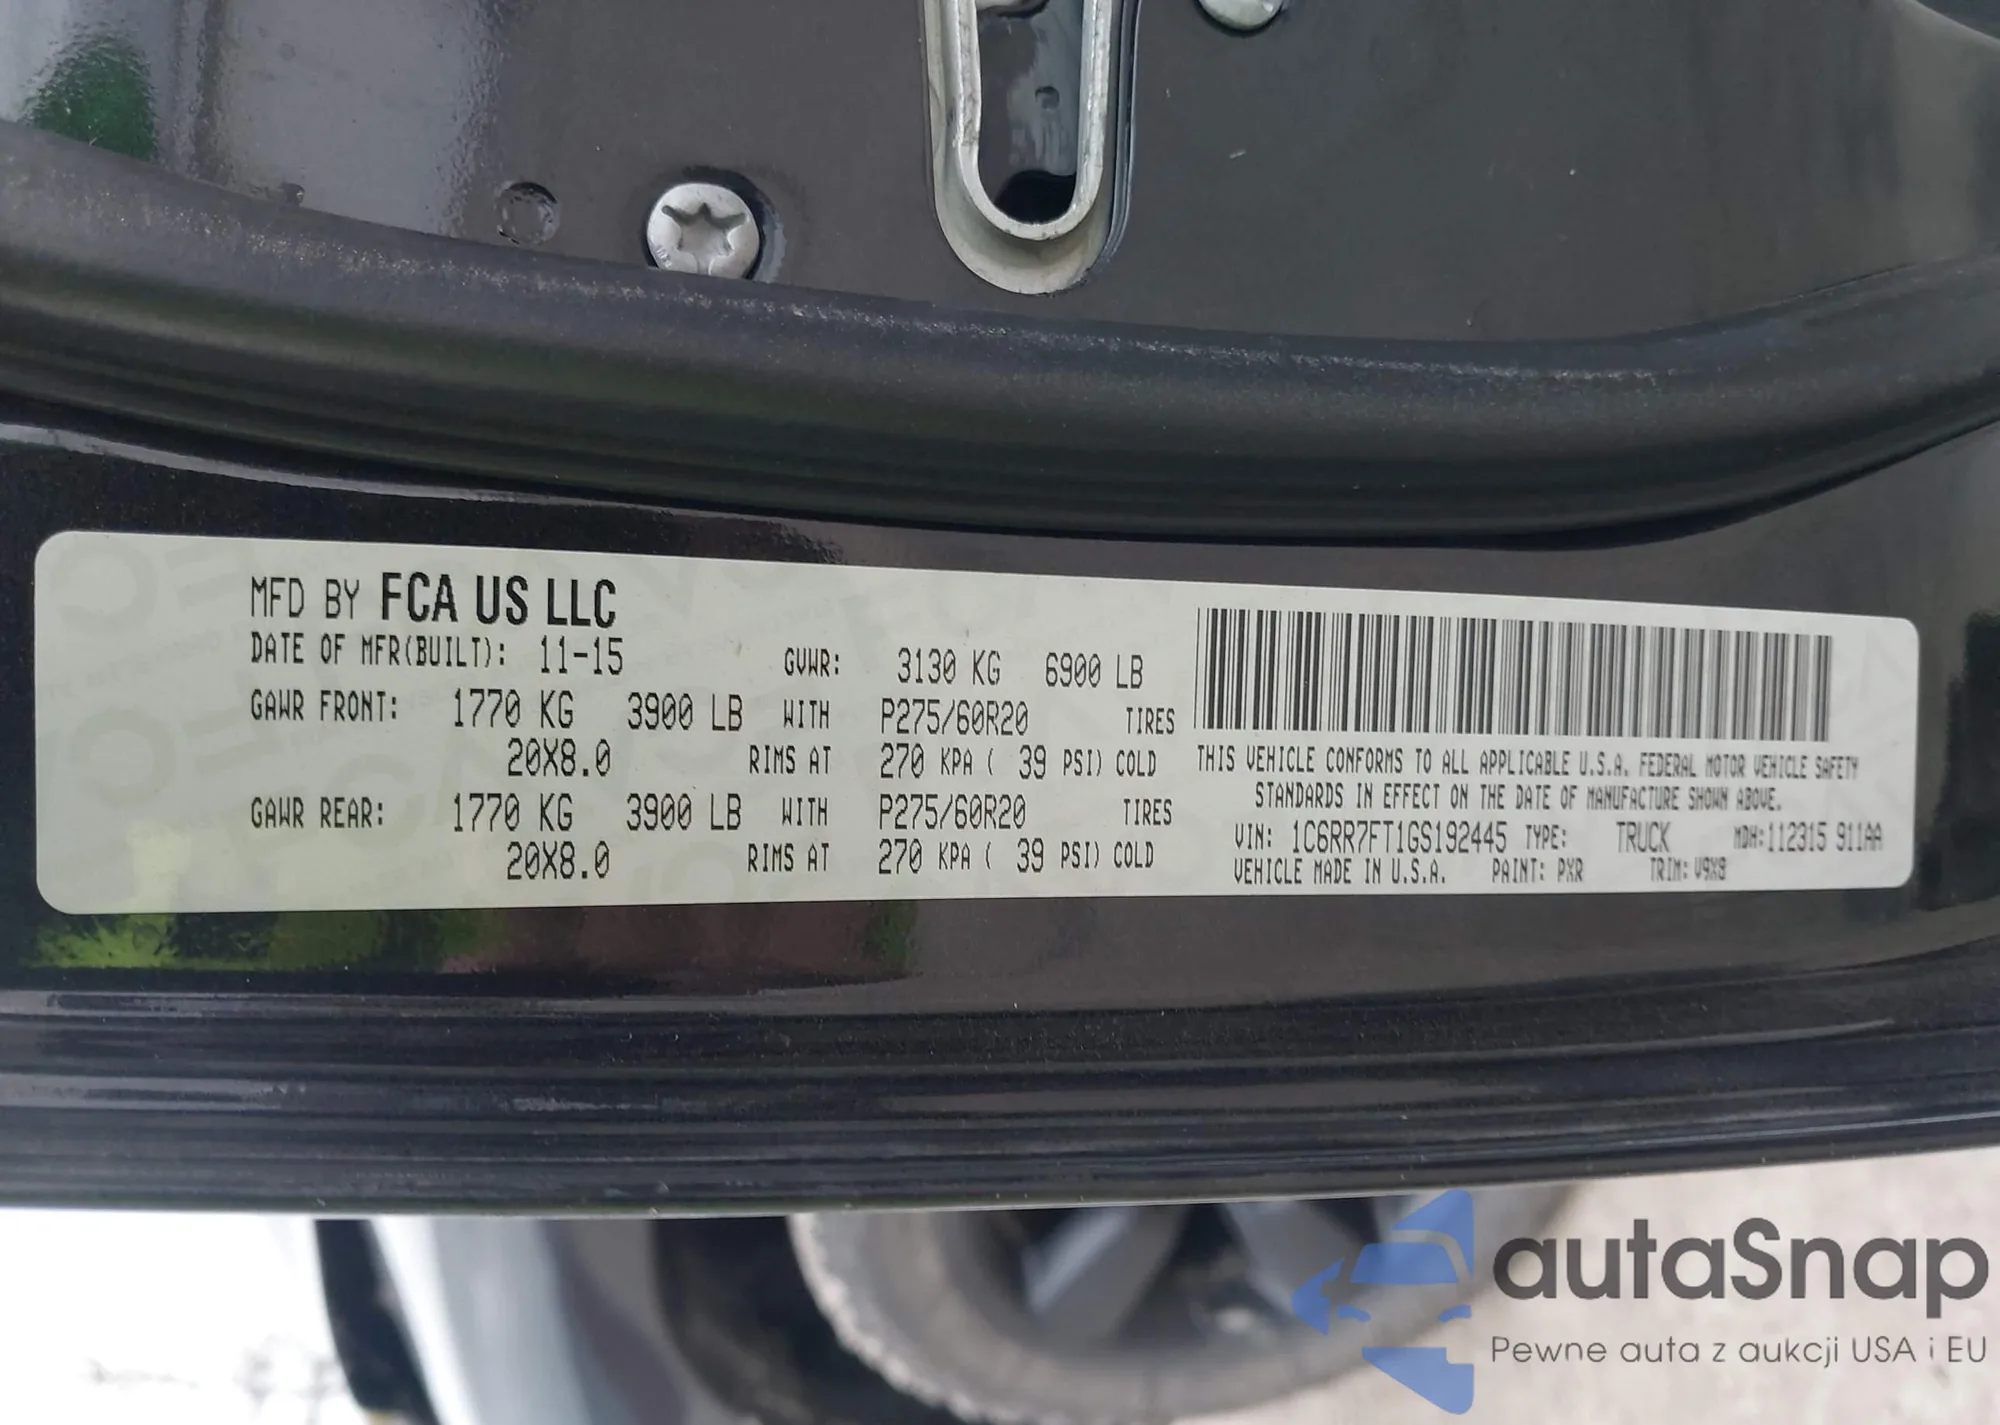 MFD BY FCA US LLC
DATE OF MFR(BUILT): 11-15 GVWR: 3130 KG 6900 LB
GAWR FRONT: 1770 KG 3900 LB WITH P275/60R20 TIRES
20X8.0 RIMS AT 270 KPA ( 39 PSI) COLD
GAWR REAR: 1770 KG 3900 LB WITH P275/60R20 TIRES
20X8.0 RIMS AT 270 KPA ( 39 PSI) COLD
THIS VEHICLE CONFORMS TO ALL APPLICABLE U.S.A. FEDERAL MOTOR VEHICLE SAFETY
STANDARDS IN EFFECT ON THE DATE OF MANUFACTURE SHOWN ABOVE.
VIN: 1C6RR7FT1GS192445 TYPE: TRUCK MDH:112315 911AA
VEHICLE MADE IN U.S.A. PAINT: PXR TRIM: V9X9
autaSnap
Pewne auta z aukcji USA i EU